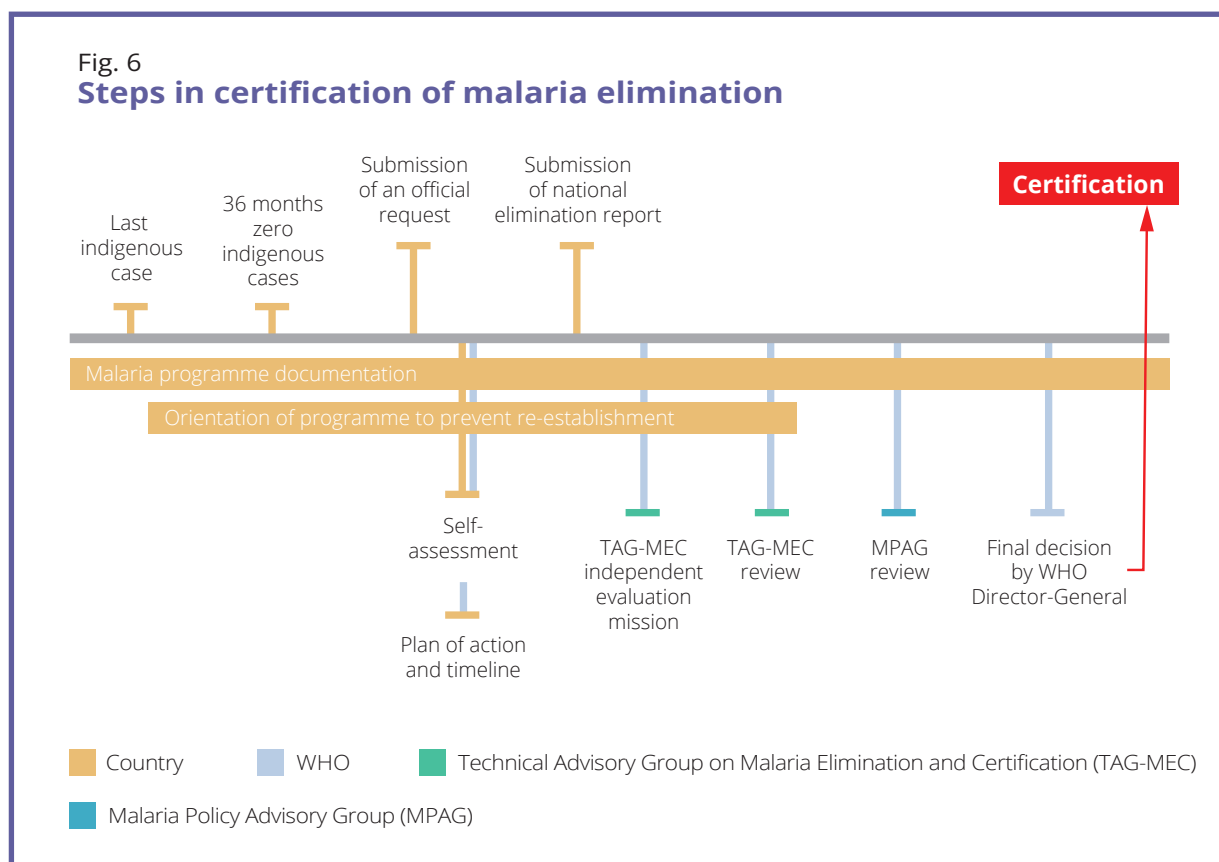 Fig. 6
Steps in certification of malaria elimination
Last
indigenous
case
36 months
zero
indigenous
cases
Submission
of an official
request
Submission
of national
elimination report
Certification
Malaria programme documentation
Orientation of programme to prevent re-establishment
Self-
assessment
Plan of action
and timeline
TAG-MEC
independent
evaluation
mission
TAG-MEC
review
MPAG
review
Final decision
by WHO
Director-General
Country
WHO
Technical Advisory Group on Malaria Elimination and Certification (TAG-MEC)
Malaria Policy Advisory Group (MPAG)